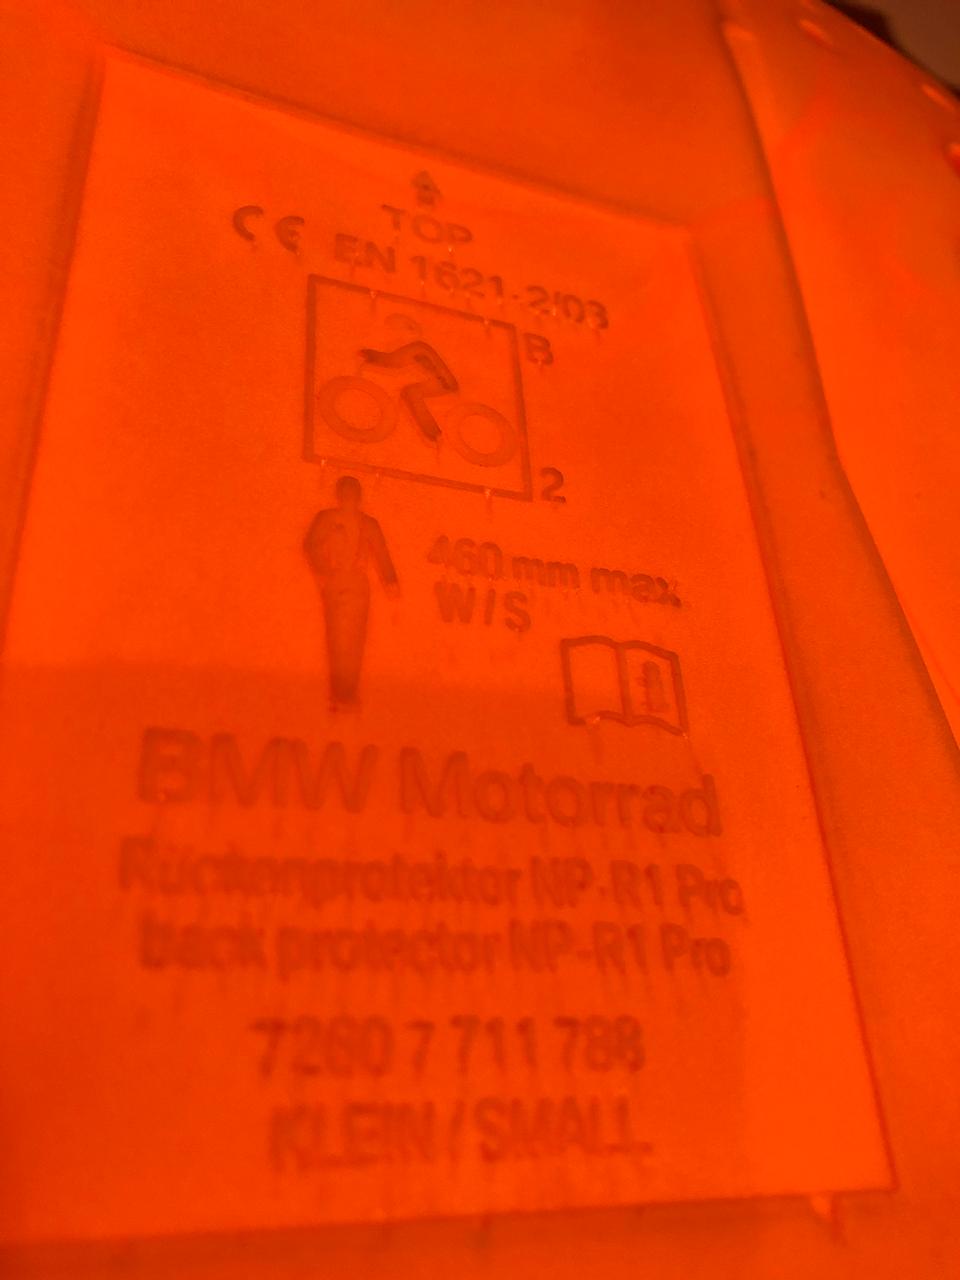 TOP
CE EN 1621-2/03
B
2
460 mm max
W/S
BMW Motorrad
Rückenprotektor NP-R1 Pro
back protector NP-R1 Pro
7260 7 711 788
KLEIN / SMALL